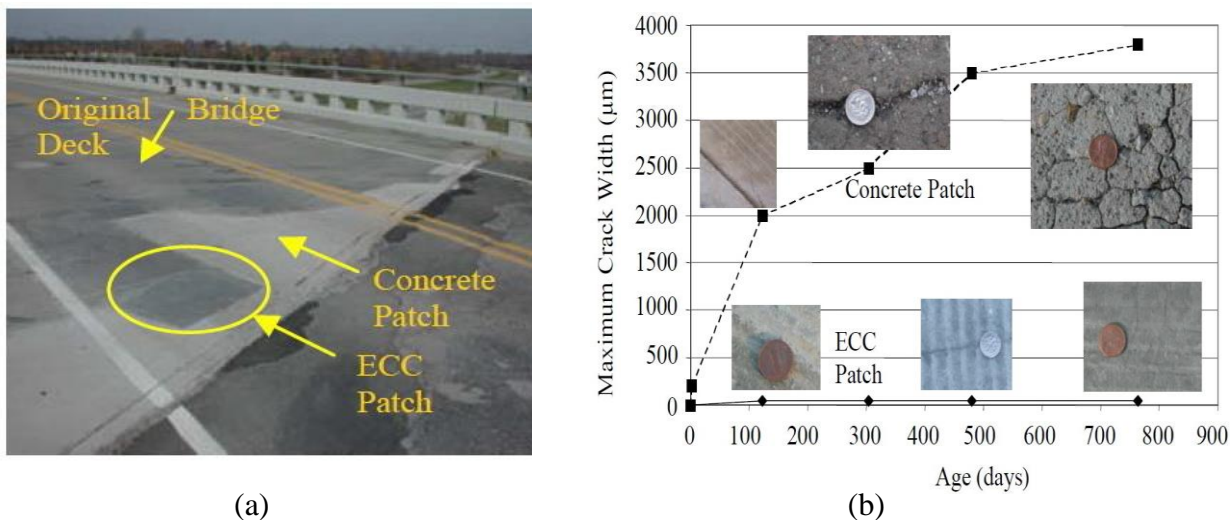 Original Bridge
Deck
Concrete
Patch
ECC
Patch
(a)
Maximum Crack Width (µm)
4000
3500
3000
2500
2000
1500
1000
500
0
Concrete Patch
ECC
Patch
0 100 200 300 400 500 600 700 800 900
Age (days)
(b)